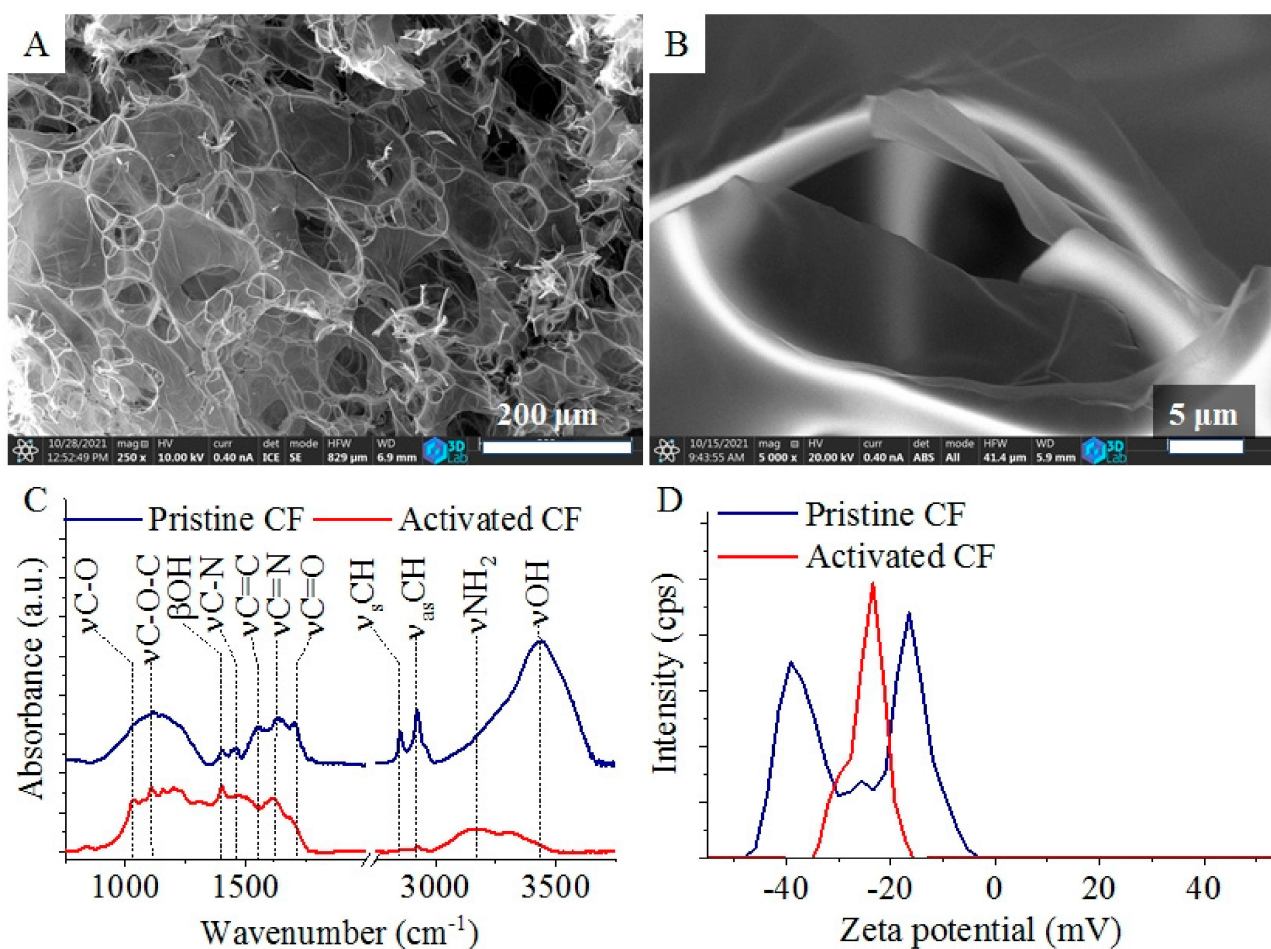 A
200 µm
10/28/2021 mag HV curr det mode HFW WD
12:52:49 PM 250 x 10.00 kV 0.40 nA ICE SE 829 µm 6.9 mm 3DLab
B
5 µm
10/15/2021 mag HV curr det mode HFW WD
9:43:55 AM 5 000 x 20.00 kV 0.40 nA ABS All 41.4 µm 5.9 mm 3DLab
C
Pristine CF Activated CF
νC-O
νC-O-C
βOH
νC-N
νC=C
νC=N
νC=O
νsCH
νasCH
νNH2
νOH
Absorbance (a.u.)
1000 1500 3000 3500
Wavenumber (cm-1)
D
Pristine CF
Activated CF
Intensity (cps)
-40 -20 0 20 40
Zeta potential (mV)